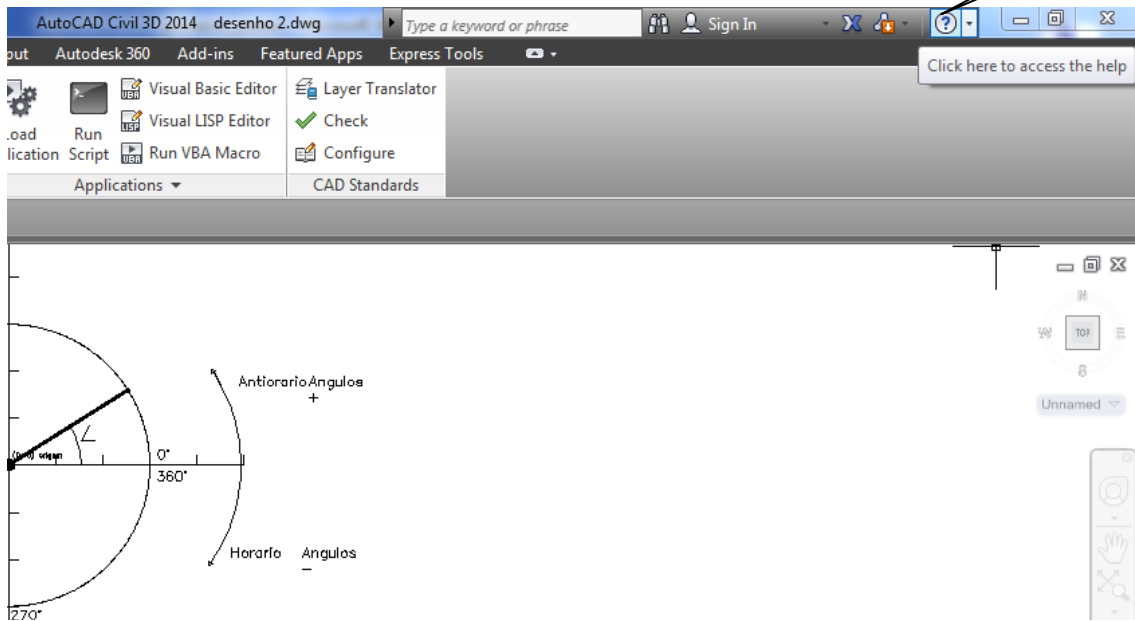 AutoCAD Civil 3D 2014 desenho 2.dwg Type a keyword or phrase Sign In
put Autodesk 360 Add-ins Featured Apps Express Tools
Click here to access the help
Visual Basic Editor
Layer Translator
Visual LISP Editor
Check
Load
lication
Run
Script
Run VBA Macro
Configure
Applications
CAD Standards
N
W TOP E
S
Unnamed
Antiorario Angulos
+
0°
360°
Horario Angulos
–
270°